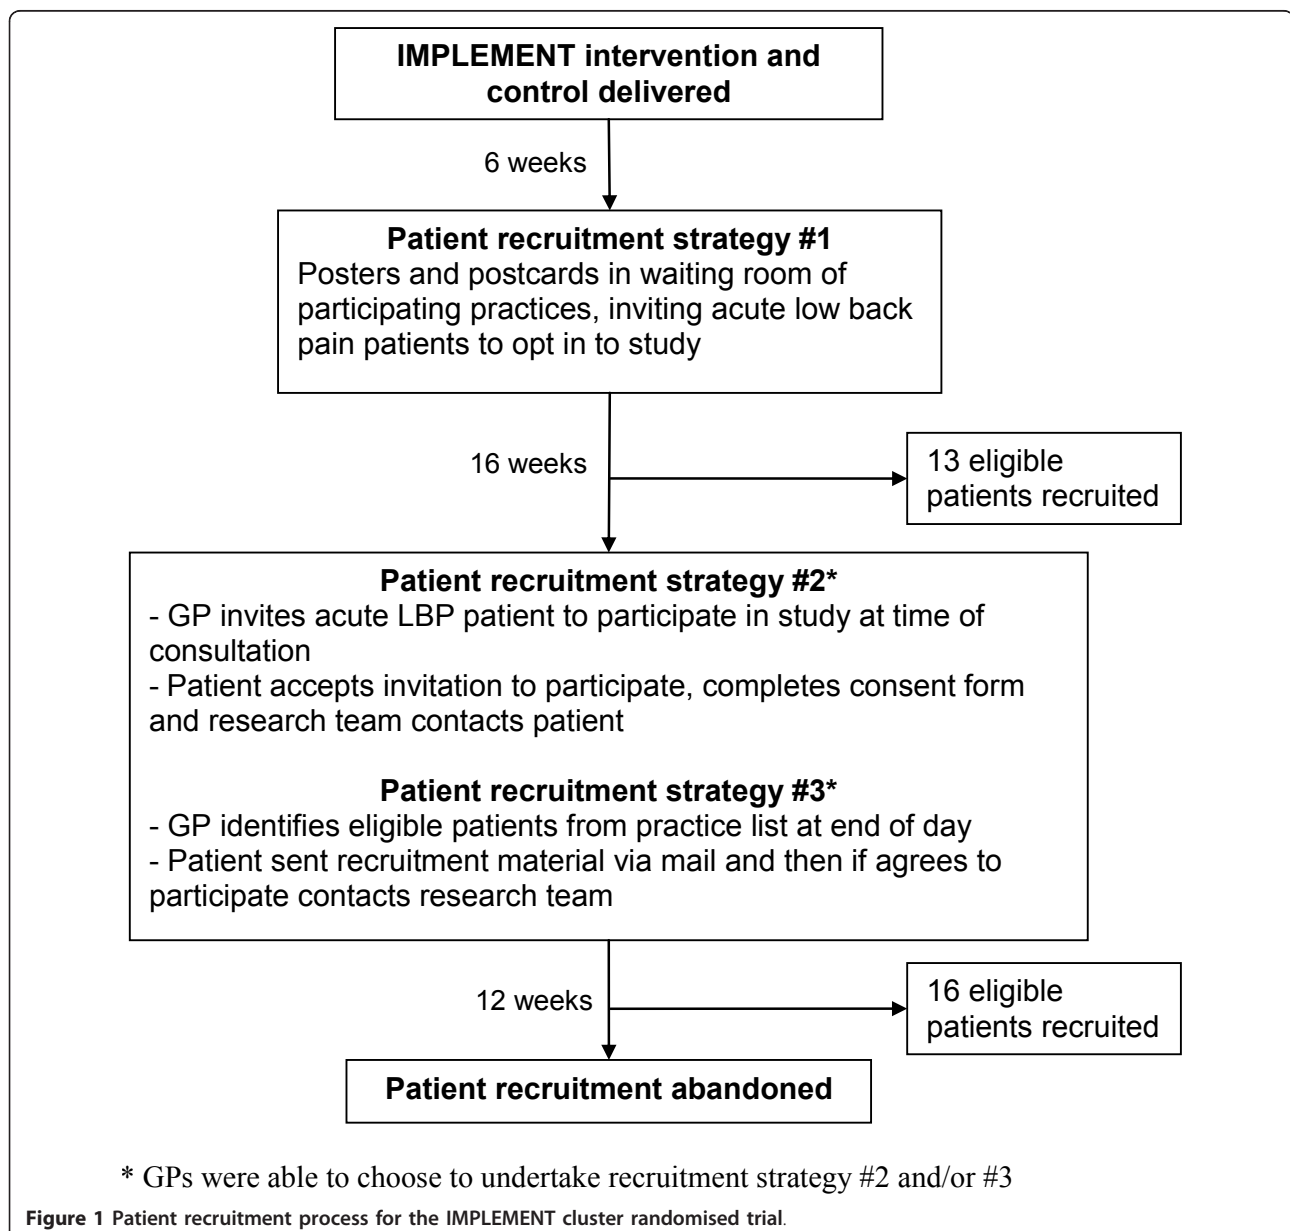 IMPLEMENT intervention and
control delivered
6 weeks
Patient recruitment strategy #1
Posters and postcards in waiting room of
participating practices, inviting acute low back
pain patients to opt in to study
16 weeks
13 eligible
patients recruited
Patient recruitment strategy #2*
- GP invites acute LBP patient to participate in study at time of
consultation
- Patient accepts invitation to participate, completes consent form
and research team contacts patient
Patient recruitment strategy #3*
- GP identifies eligible patients from practice list at end of day
- Patient sent recruitment material via mail and then if agrees to
participate contacts research team
12 weeks
16 eligible
patients recruited
Patient recruitment abandoned
* GPs were able to choose to undertake recruitment strategy #2 and/or #3
Figure 1 Patient recruitment process for the IMPLEMENT cluster randomised trial.